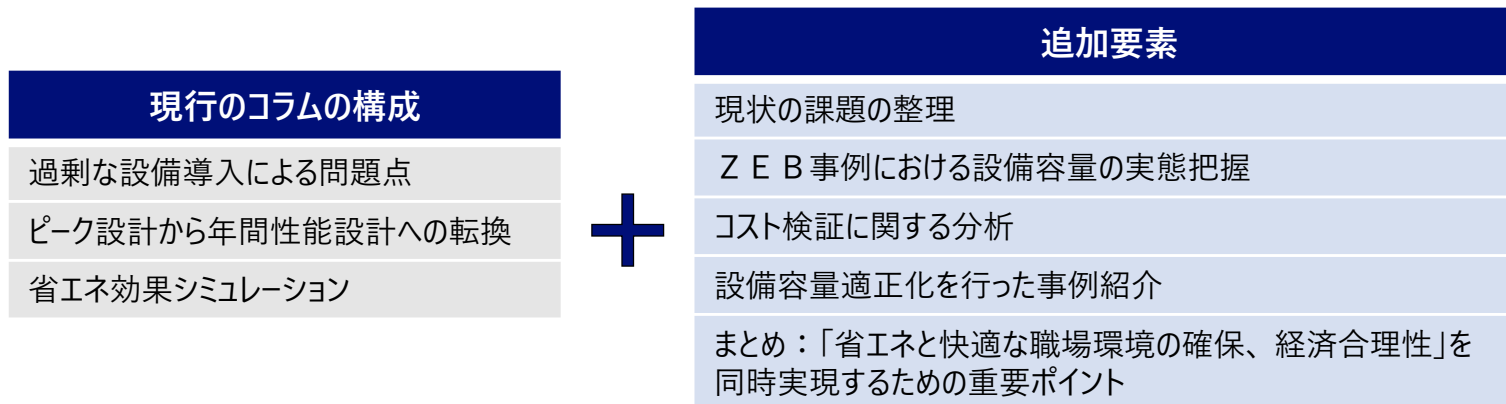 現行のコラムの構成
過剰な設備導入による問題点
ピーク設計から年間性能設計への転換
省エネ効果シミュレーション
+
追加要素
現状の課題の整理
ＺＥＢ事例における設備容量の実態把握
コスト検証に関する分析
設備容量適正化を行った事例紹介
まとめ：「省エネと快適な職場環境の確保、経済合理性」を
同時実現するための重要ポイント